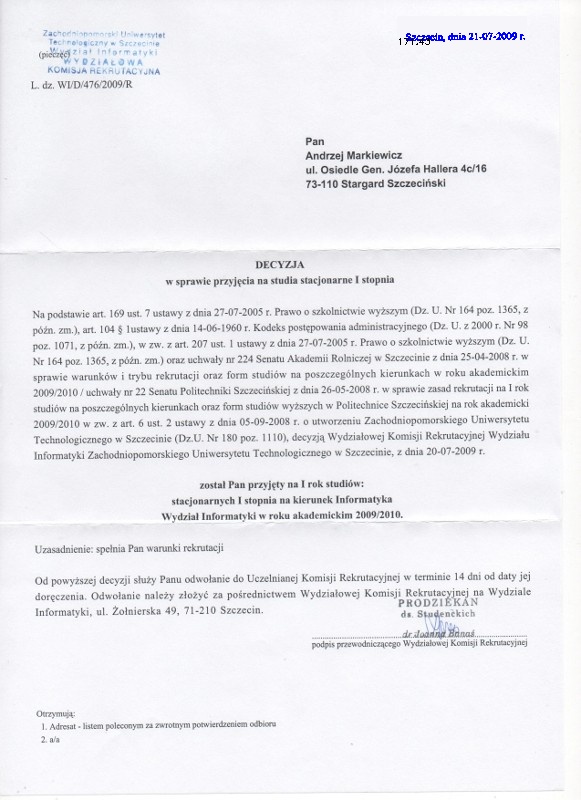 Zachodniopomorski Uniwersytet
Technologiczny w Szczecinie
Wydział Informatyki
(pieczęć)
WYDZIAŁOWA
KOMISJA REKRUTACYJNA
L. dz. WI/D/476/2009/R
Szczecin, dnia 21-07-2009 r.
171.43
Pan
Andrzej Markiewicz
ul. Osiedle Gen. Józefa Hallera 4c/16
73-110 Stargard Szczeciński
DECYZJA
w sprawie przyjęcia na studia stacjonarne I stopnia
Na podstawie art. 169 ust. 7 ustawy z dnia 27-07-2005 r. Prawo o szkolnictwie wyższym (Dz. U. Nr 164 poz. 1365, z
późn. zm.), art. 104 § 1ustawy z dnia 14-06-1960 r. Kodeks postępowania administracyjnego (Dz. U. z 2000 r. Nr 98
poz. 1071, z późn. zm.), w zw. z art. 207 ust. 1 ustawy z dnia 27-07-2005 r. Prawo o szkolnictwie wyższym (Dz. U.
Nr 164 poz. 1365, z późn. zm.) oraz uchwały nr 224 Senatu Akademii Rolniczej w Szczecinie z dnia 25-04-2008 r. w
sprawie warunków i trybu rekrutacji oraz form studiów na poszczególnych kierunkach w roku akademickim
2009/2010 / uchwały nr 22 Senatu Politechniki Szczecińskiej z dnia 26-05-2008 r. w sprawie zasad rekrutacji na I rok
studiów na poszczególnych kierunkach oraz form studiów wyższych w Politechnice Szczecińskiej na rok akademicki
2009/2010 w zw. z art. 6 ust. 2 ustawy z dnia 05-09-2008 r. o utworzeniu Zachodniopomorskiego Uniwersytetu
Technologicznego w Szczecinie (Dz.U. Nr 180 poz. 1110), decyzją Wydziałowej Komisji Rekrutacyjnej Wydziału
Informatyki Zachodniopomorskiego Uniwersytetu Technologicznego w Szczecinie, z dnia 20-07-2009 r.
został Pan przyjęty na I rok studiów:
stacjonarnych I stopnia na kierunek Informatyka
Wydział Informatyki w roku akademickim 2009/2010.
Uzasadnienie: spełnia Pan warunki rekrutacji
Od powyższej decyzji służy Panu odwołanie do Uczelnianej Komisji Rekrutacyjnej w terminie 14 dni od daty jej
doręczenia. Odwołanie należy złożyć za pośrednictwem Wydziałowej Komisji Rekrutacyjnej na Wydziale
Informatyki, ul. Żołnierska 49, 71-210 Szczecin.
PRODZIEKAN
ds. Studenckich
dr Joanna Banaś
podpis przewodniczącego Wydziałowej Komisji Rekrutacyjnej
Otrzymują:
1. Adresat - listem poleconym za zwrotnym potwierdzeniem odbioru
2. a/a